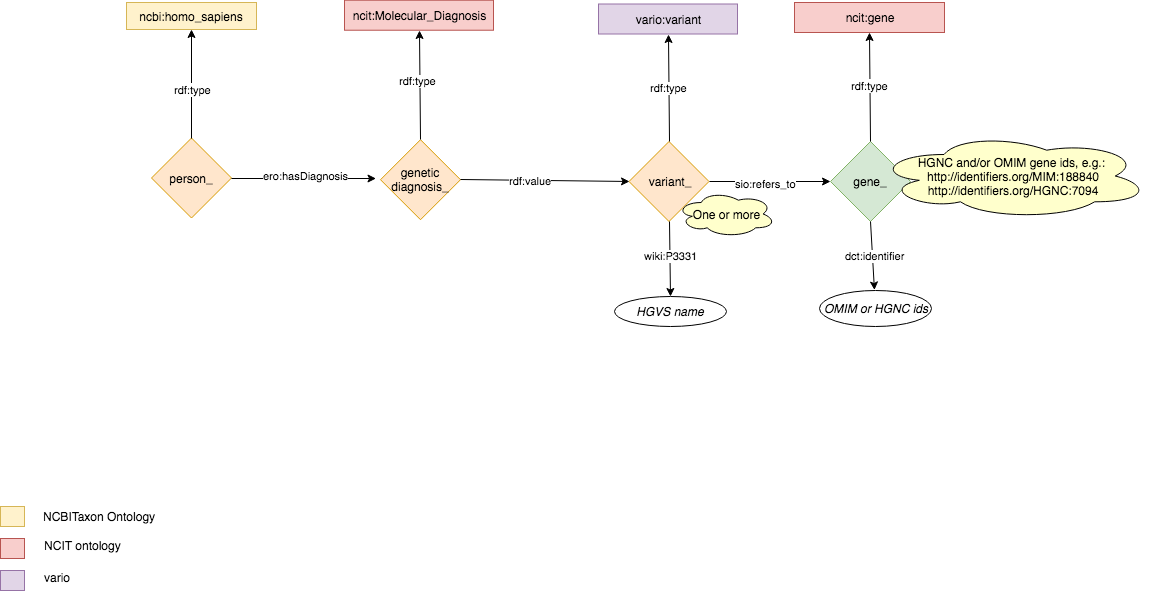 ncbi:homo_sapiens
ncit:Molecular_Diagnosis
vario:variant
ncit:gene
rdf:type
rdf:type
rdf:type
rdf:type
person_
ero:hasDiagnosis
genetic
diagnosis_
rdf:value
variant_
sio:refers_to
gene_
HGNC and/or OMIM gene ids, e.g.:
http://identifiers.org/MIM:188840
http://identifiers.org/HGNC:7094
One or more
wiki:P3331
dct:identifier
HGVS name
OMIM or HGNC ids
NCBITaxon Ontology
NCIT ontology
vario